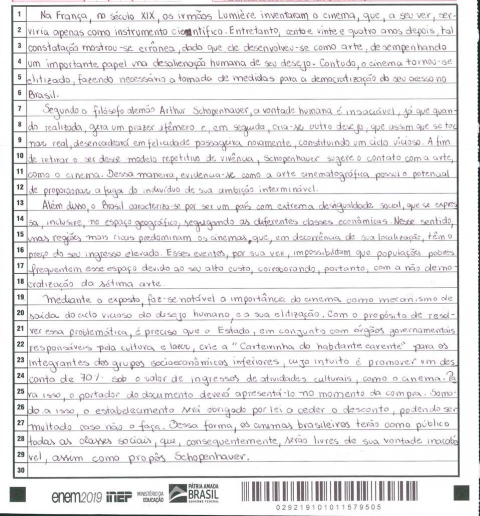 1 Na França, no século XIX, os irmãos Lumière inventaram o cinema, que, a seu ver, ser-
2 viria apenas como instrumento científico. Entretanto, cento e vinte e quatro anos depois, tal
3 constatação mostrou-se errônea, dado que ele desenvolveu-se como arte, desempenhando
4 um importante papel na desalienação humana de seu desejo. Contudo, o cinema tornou-se
5 elitizado, fazendo necessário a tomada de medidas para a democratização do seu acesso no
6 Brasil.
7 Segundo o filósofo alemão Arthur Schopenhauer, a vontade humana é insaciável, já que quan-
8 do realizada, gera um prazer efêmero e, em seguida, cria-se outro desejo, que assim que se tor
9 nar real, desencadeará em felicidade passageira novamente, constituindo um ciclo vicioso. A fim
10 de retirar o ser desse modelo repetitivo de vivência, Schopenhauer sugere o contato com a arte,
11 como o cinema. Dessa maneira, evidencia-se como a arte cinematográfica possui o potencial
12 de proporcionar a fuga do indivíduo de sua ambição interminável.
13 Além disso, o Brasil caracteriza-se por ser um país com extrema desigualdade social, que se expres
14 sa, inclusive, no espaço geográfico, segregando as diferentes classes econômicas. Nesse sentido,
15 nas regiões mais ricas predominam os cinemas, que, em decorrência de sua localização, têm o
16 preço do seu ingresso elevado. Esses eventos, por sua vez, impossibilitam que populações pobres
17 frequentem esse espaço devido ao seu alto custo, corroborando, portanto, com a não demo-
18 cratização da sétima arte.
19 Mediante o exposto, faz-se notável a importância do cinema como mecanismo de
20 saída do ciclo vicioso do desejo humano, e a sua elitização. Com o propósito de resol-
21 ver essa problemática, é preciso que o Estado, em conjunto com órgãos governamentais
22 responsáveis pela cultura e lazer, crie a "Carteirinha do habitante carente" para os
23 integrantes dos grupos socioeconômicos inferiores, cujo intuito é promover um des
24 conto de 70% sob o valor de ingressos de atividades culturais, como o cinema. Pa
25 ra isso, o portador do documento deverá apresentá-lo no momento da compra. Soma-
26 do a isso, o estabelecimento será obrigado por lei a ceder o desconto, podendo ser
27 multado caso não o faça. Dessa forma, os cinemas brasileiros terão como público
28 todas as classes sociais, que, consequentemente, serão livres de sua vontade insaciá
29 vel, assim como propôs Schopenhauer.
30
enem2019 inep MINISTÉRIO DA EDUCAÇÃO PÁTRIA AMADA BRASIL GOVERNO FEDERAL
029219101011579505